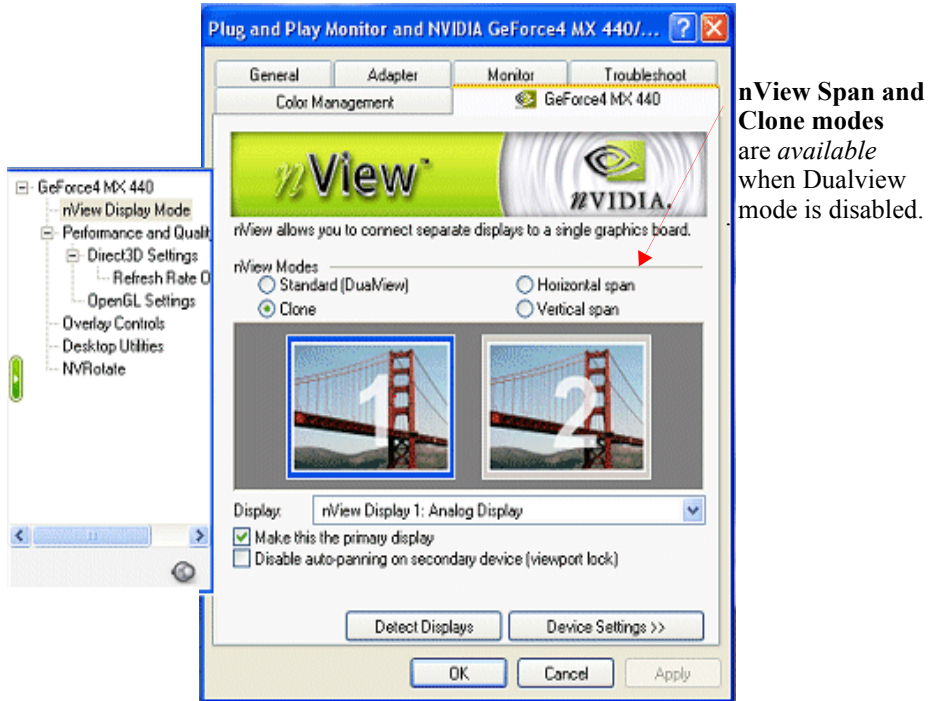 Plug and Play Monitor and NVIDIA GeForce4 MX 440/...
General
Adapter
Monitor
Troubleshoot
Color Management
GeForce4 MX 440
nView™
nVIDIA.
nView allows you to connect separate displays to a single graphics board.
nView Modes
Standard (DualView)
Horizontal span
Clone
Vertical span
1
2
Display:
nView Display 1: Analog Display
Make this the primary display
Disable auto-panning on secondary device (viewport lock)
Detect Displays
Device Settings >>
OK
Cancel
Apply
GeForce4 MX 440
nView Display Mode
Performance and Qualit
Direct3D Settings
Refresh Rate O
OpenGL Settings
Overlay Controls
Desktop Utilities
NVRotate
nView Span and
Clone modes
are available
when Dualview
mode is disabled.